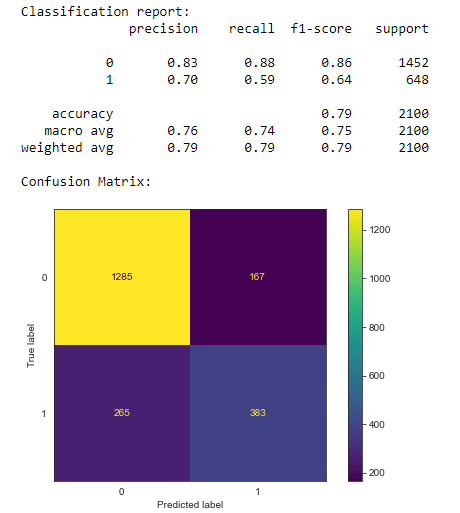 Classification report:
precision recall f1-score support
0 0.83 0.88 0.86 1452
1 0.70 0.59 0.64 648
accuracy 0.79 2100
macro avg 0.76 0.74 0.75 2100
weighted avg 0.79 0.79 0.79 2100
Confusion Matrix:
1200
1000
800
600
400
200
True label
0
1285 167
1
265 383
0 1
Predicted label